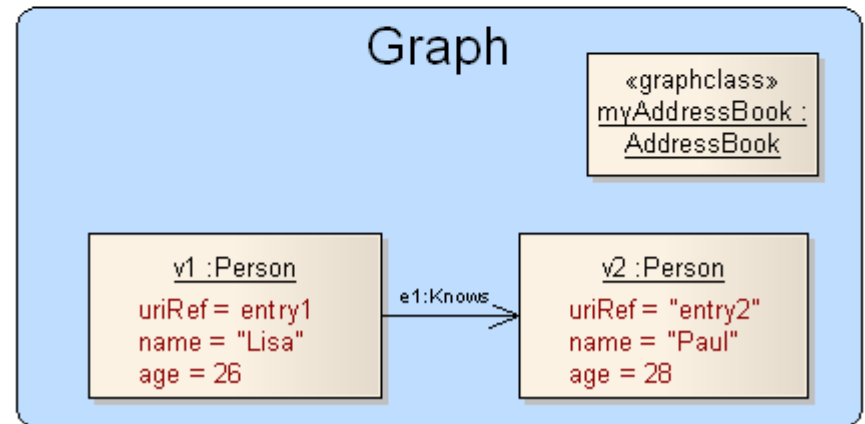 Graph
«graphclass»
myAddressBook :
AddressBook
v1 :Person
uriRef = entry1
name = "Lisa"
age = 26
e1:Knows
v2 :Person
uriRef = "entry2"
name = "Paul"
age = 28